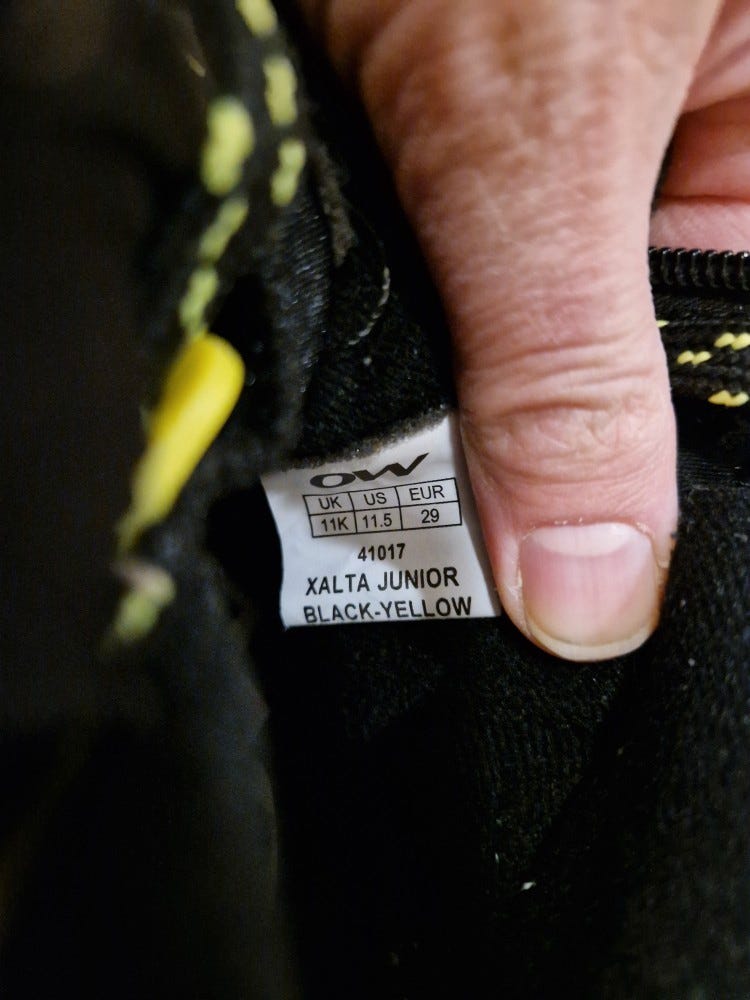 OW
UK US EUR
11K 11.5 29
41017
XALTA JUNIOR
BLACK-YELLOW